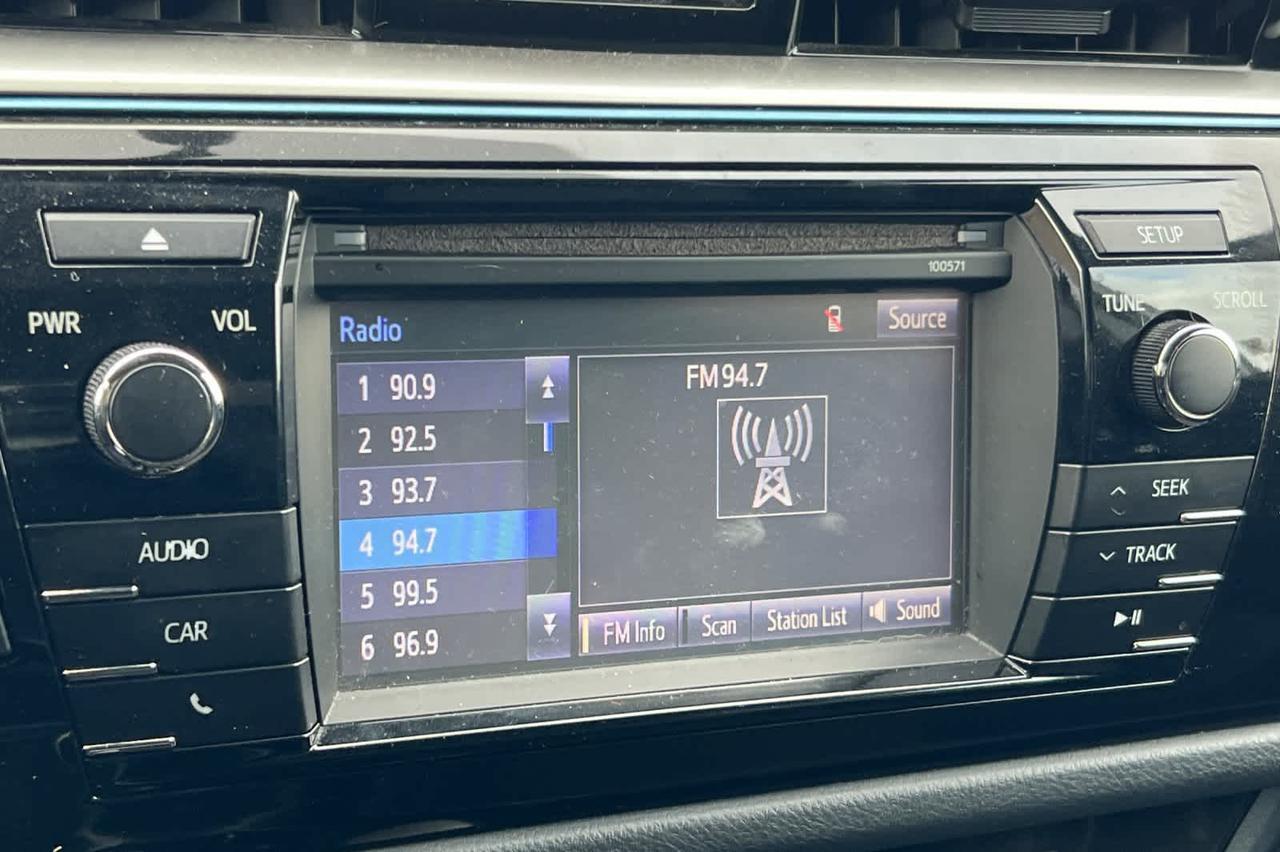 PWR
VOL
AUDIO
CAR
100571
Radio
Source
1 90.9
2 92.5
3 93.7
4 94.7
5 99.5
6 96.9
FM 94.7
FM Info
Scan
Station List
Sound
SETUP
TUNE
SCROLL
SEEK
TRACK